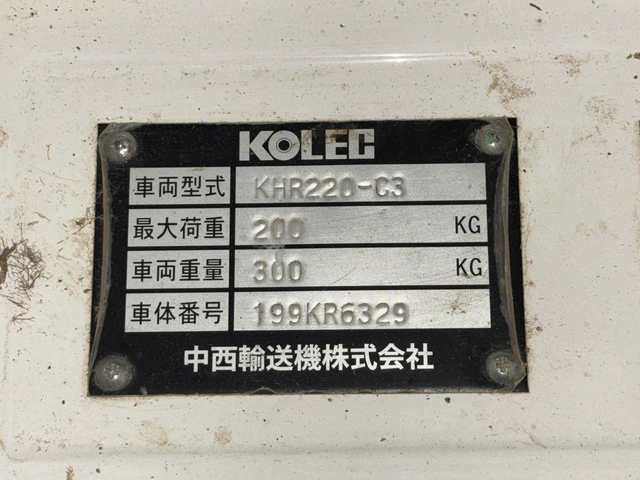 KOLEC
車両型式 KHR220-C3
最大荷重 200 KG
車両重量 300 KG
車体番号 199KR6329
中西輸送機株式会社